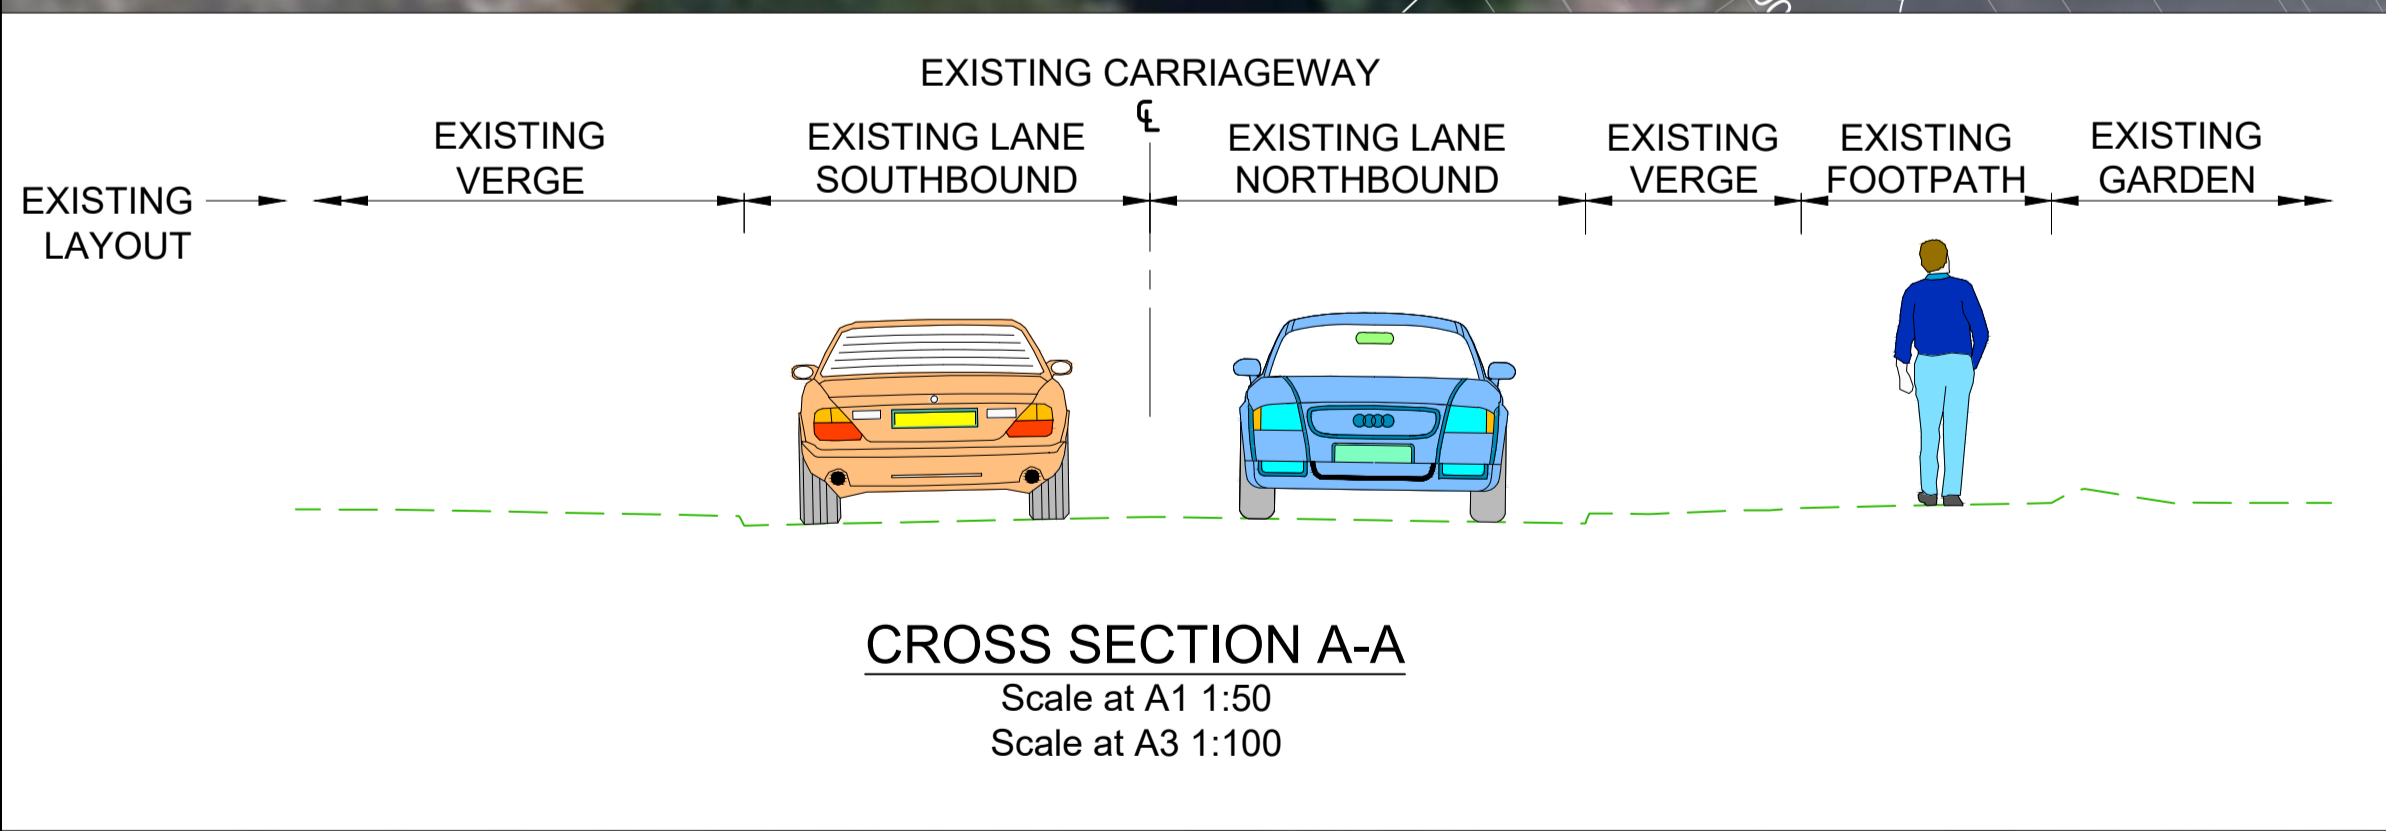 EXISTING CARRIAGEWAY
℄
EXISTING
VERGE
EXISTING LANE
SOUTHBOUND
EXISTING LANE
NORTHBOUND
EXISTING
VERGE
EXISTING
FOOTPATH
EXISTING
GARDEN
EXISTING
LAYOUT
CROSS SECTION A-A
Scale at A1 1:50
Scale at A3 1:100